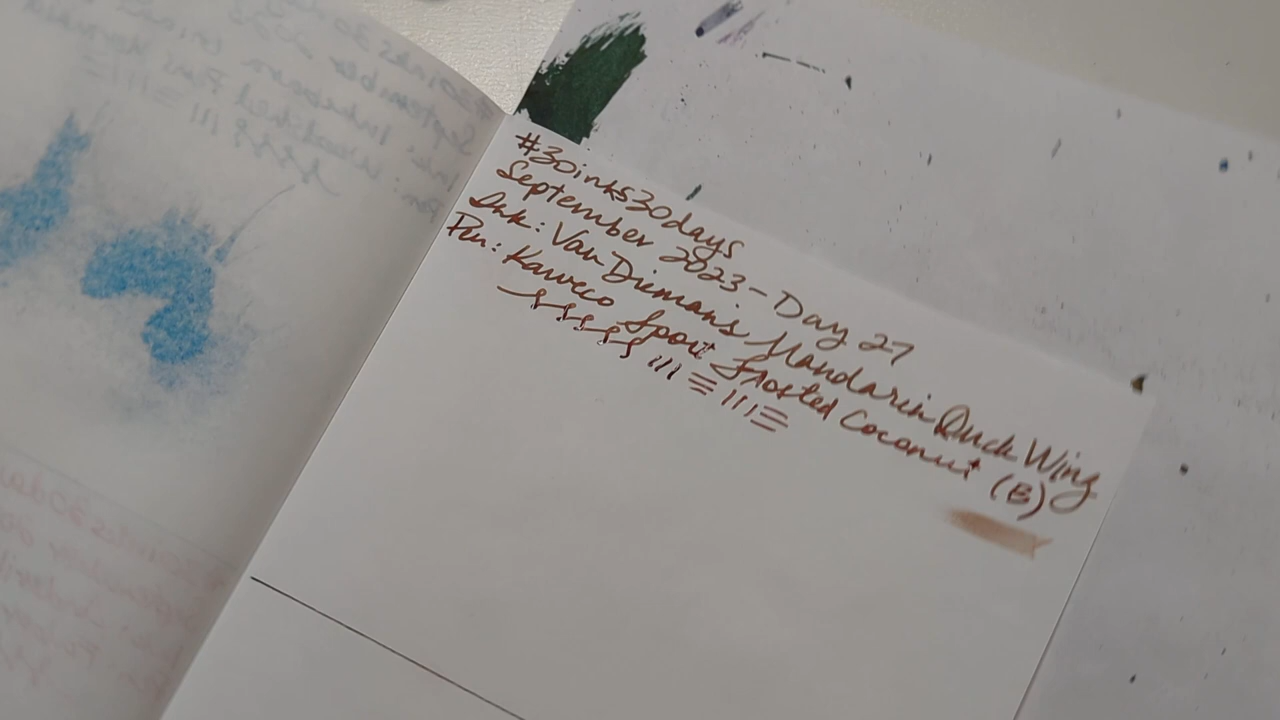 #30inks30days
September 2023 - Day 27
Ink: Van Dieman's Mandarin Duck Wing
Pen: Kaweco Sport Frosted Coconut (B)